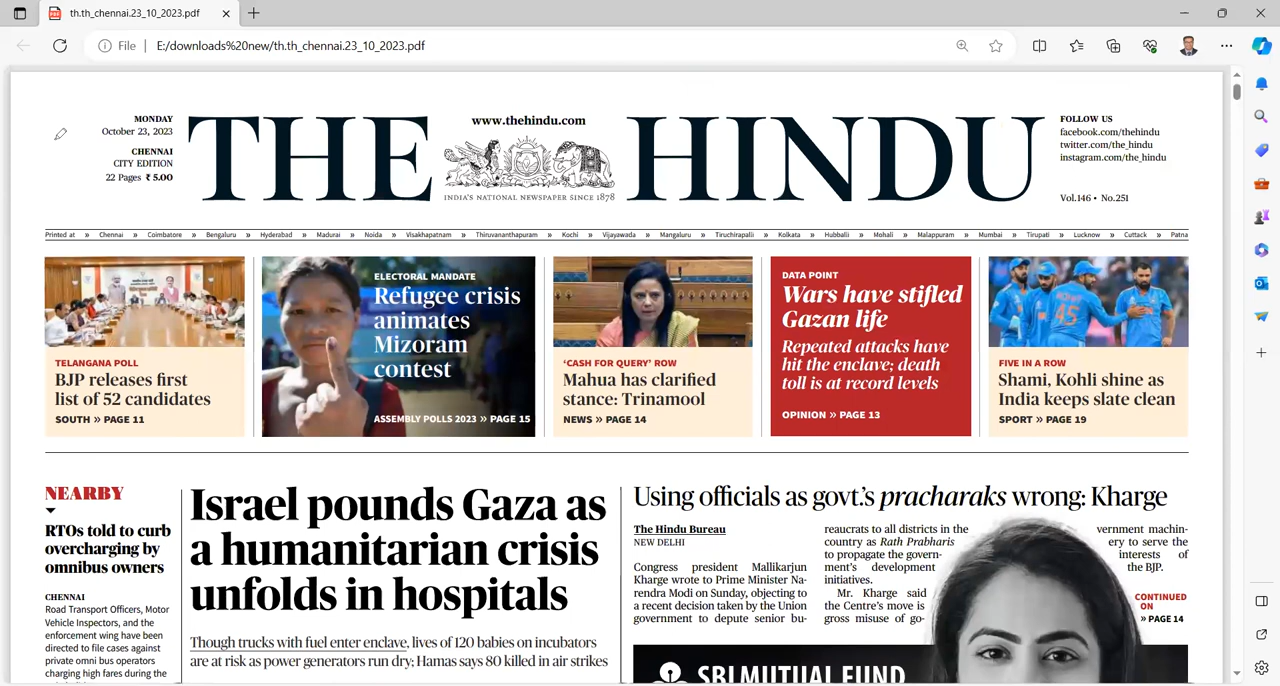 th.th_chennai.23_10_2023.pdf
File
E:/downloads%20new/th.th_chennai.23_10_2023.pdf
MONDAY
October 23, 2023
CHENNAI
CITY EDITION
22 Pages ₹ 5.00
THE HINDU
www.thehindu.com
INDIA'S NATIONAL NEWSPAPER SINCE 1878
FOLLOW US
facebook.com/thehindu
twitter.com/the_hindu
instagram.com/the_hindu
Vol.146 • No.251
Printed at » Chennai » Coimbatore » Bengaluru » Hyderabad » Madurai » Noida » Visakhapatnam » Thiruvananthapuram » Kochi » Vijayawada » Mangaluru » Tiruchirapalli » Kolkata » Hubballi » Mohali » Malappuram » Mumbai » Tirupati » Lucknow » Cuttack » Patna
TELANGANA POLL
BJP releases first
list of 52 candidates
SOUTH » PAGE 11
ELECTORAL MANDATE
Refugee crisis
animates
Mizoram
contest
ASSEMBLY POLLS 2023 » PAGE 15
'CASH FOR QUERY' ROW
Mahua has clarified
stance: Trinamool
NEWS » PAGE 14
DATA POINT
Wars have stifled
Gazan life
Repeated attacks have
hit the enclave; death
toll is at record levels
OPINION » PAGE 13
FIVE IN A ROW
Shami, Kohli shine as
India keeps slate clean
SPORT » PAGE 19
NEARBY
RTOs told to curb
overcharging by
omnibus owners
CHENNAI
Road Transport Officers, Motor
Vehicle Inspectors, and the
enforcement wing have been
directed to file cases against
private omni bus operators
charging high fares during the
Israel pounds Gaza as
a humanitarian crisis
unfolds in hospitals
Though trucks with fuel enter enclave, lives of 120 babies on incubators
are at risk as power generators run dry; Hamas says 80 killed in air strikes
Using officials as govt.'s pracharaks wrong: Kharge
The Hindu Bureau
NEW DELHI
Congress president Mallikarjun
Kharge wrote to Prime Minister Na-
rendra Modi on Sunday, objecting to
a recent decision taken by the Union
government to depute senior bu-
reaucrats to all districts in the
country as Rath Prabharis
to propagate the govern-
ment's development
initiatives.
Mr. Kharge said
the Centre's move is
gross misuse of go-
vernment machin-
ery to serve the
interests of
the BJP.
CONTINUED
ON
» PAGE 14
SBI MUTUAL FUND